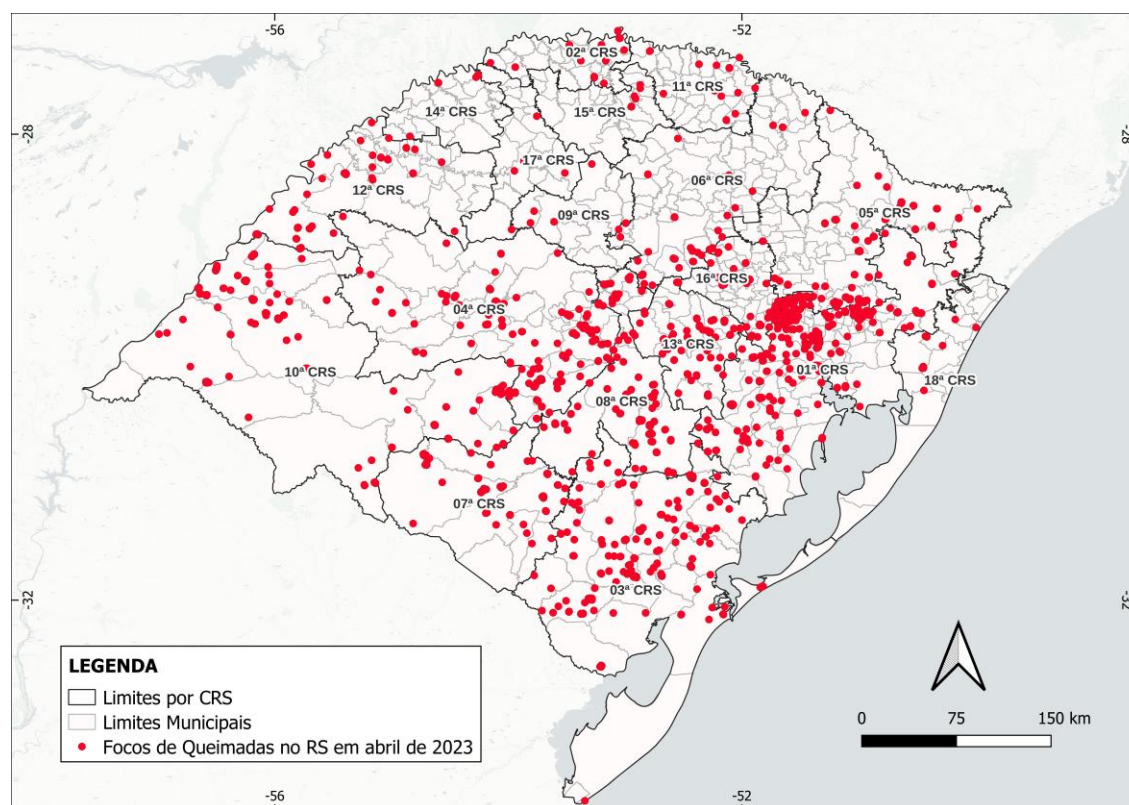 -56
-52
02ª CRS
11ª CRS
14ª CRS
15ª CRS
-28
-28
17ª CRS
06ª CRS
12ª CRS
09ª CRS
05ª CRS
16ª CRS
04ª CRS
13ª CRS
10ª CRS
01ª CRS
18ª CRS
08ª CRS
07ª CRS
03ª CRS
-32
-32
LEGENDA
Limites por CRS
Limites Municipais
Focos de Queimadas no RS em abril de 2023
0 75 150 km
-56
-52